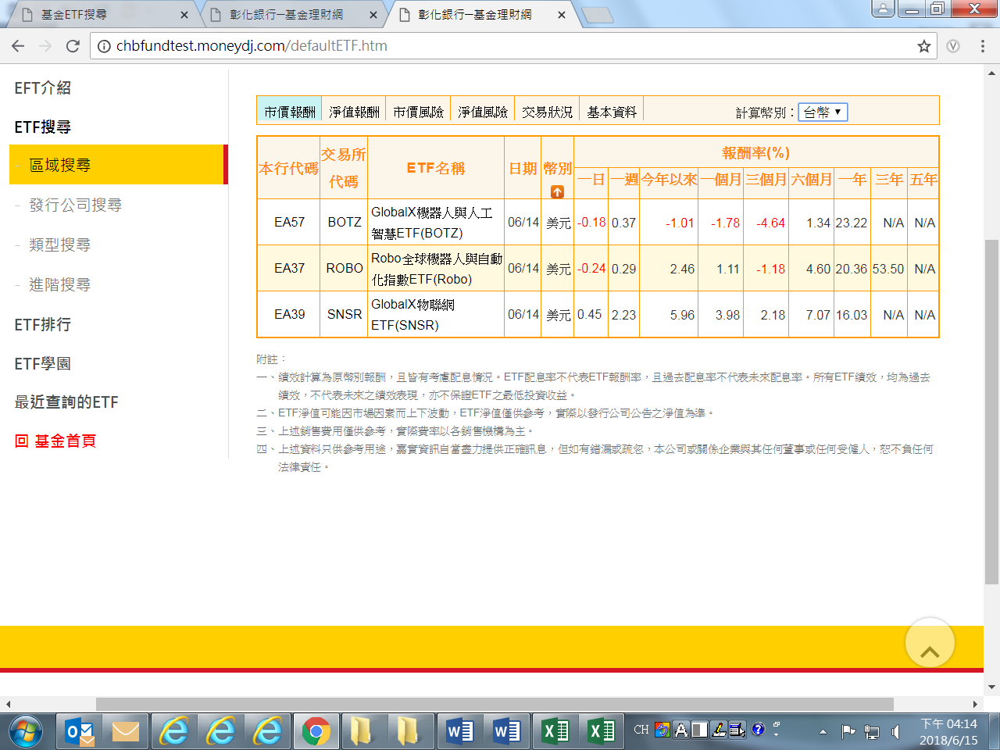 基金ETF搜尋
彰化銀行─基金理財網
彰化銀行─基金理財網
chbfundtest.moneydj.com/defaultETF.htm
EFT介紹
ETF搜尋
- 區域搜尋
- 發行公司搜尋
- 類型搜尋
- 進階搜尋
ETF排行
ETF學園
最近查詢的ETF
回 基金首頁
市價報酬 淨值報酬 市價風險 淨值風險 交易狀況 基本資料 計算幣別：台幣
本行代碼 交易所代碼 ETF名稱 日期 幣別 報酬率(%)
一日 一週 今年以來 一個月 三個月 六個月 一年 三年 五年
EA57 BOTZ GlobalX機器人與人工智慧ETF(BOTZ) 06/14 美元 -0.18 0.37 -1.01 -1.78 -4.64 1.34 23.22 N/A N/A
EA37 ROBO Robo全球機器人與自動化指數ETF(Robo) 06/14 美元 -0.24 0.29 2.46 1.11 -1.18 4.60 20.36 53.50 N/A
EA39 SNSR GlobalX物聯網ETF(SNSR) 06/14 美元 0.45 2.23 5.96 3.98 2.18 7.07 16.03 N/A N/A
附註：
一、績效計算為原幣別報酬，且皆有考慮配息情況。ETF配息率不代表ETF報酬率，且過去配息率不代表未來配息率。所有ETF績效，均為過去
績效，不代表未來之績效表現，亦不保證ETF之最低投資收益。
二、ETF淨值可能因市場因素而上下波動，ETF淨值僅供參考，實際以發行公司公告之淨值為準。
三、上述銷售費用僅供參考，實際費率以各銷售機構為主。
四、上述資料只供參考用途，嘉實資訊自當盡力提供正確訊息，但如有錯漏或疏忽，本公司或關係企業與其任何董事或任何受僱人，恕不負任何
法律責任。
CH
下午 04:14
2018/6/15